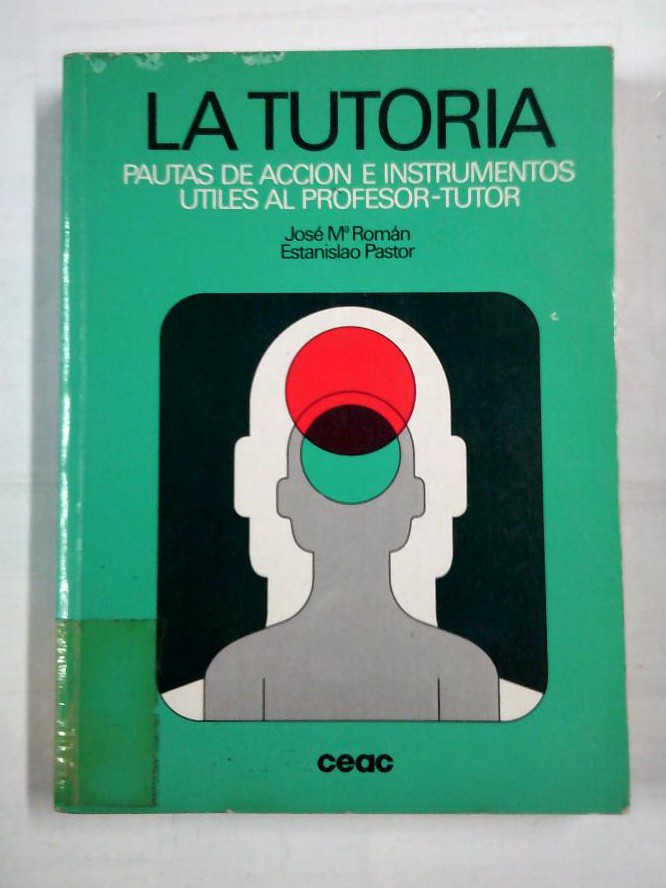 LA TUTORIA
PAUTAS DE ACCION E INSTRUMENTOS
UTILES AL PROFESOR-TUTOR
José Mª Román
Estanislao Pastor
ceac